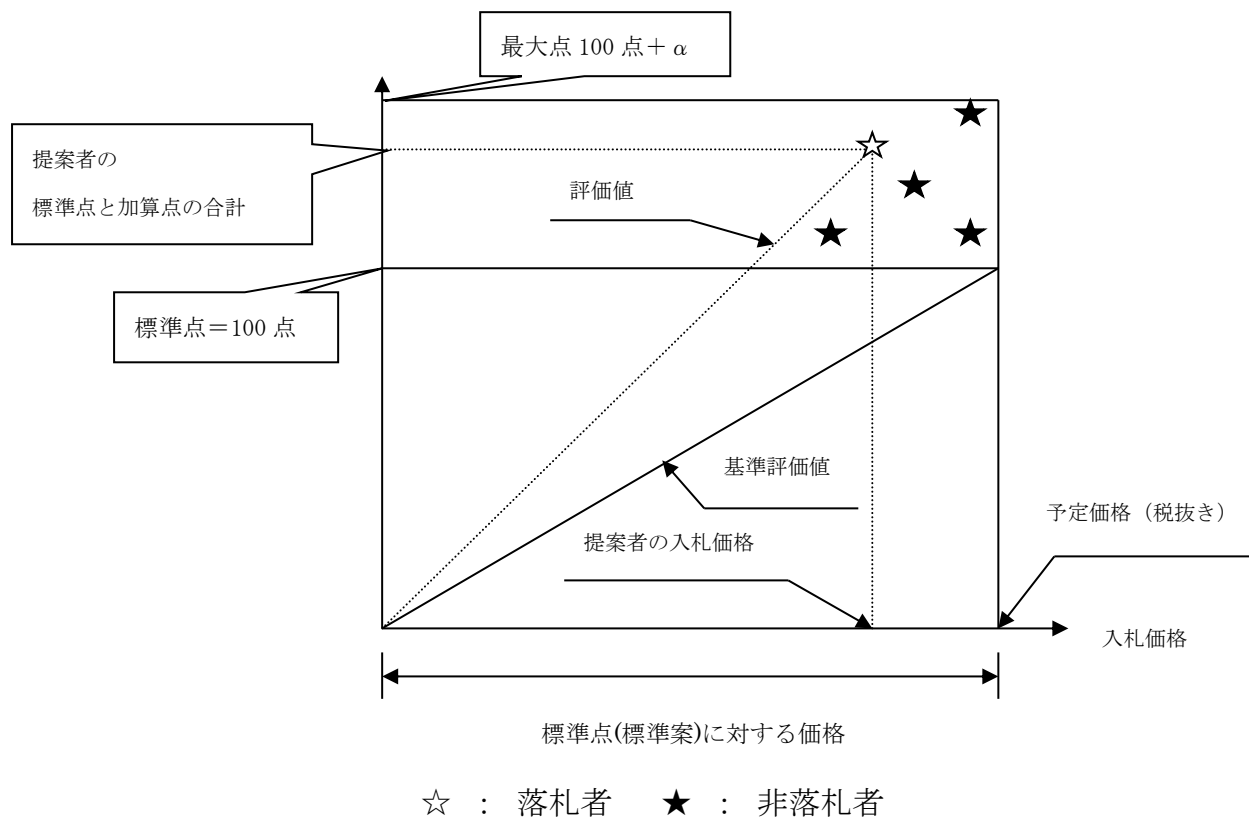 最大点 100 点＋α
提案者の
標準点と加算点の合計
評価値
標準点＝100 点
基準評価値
予定価格（税抜き）
提案者の入札価格
入札価格
標準点(標準案)に対する価格
☆ ： 落札者 ★ ： 非落札者